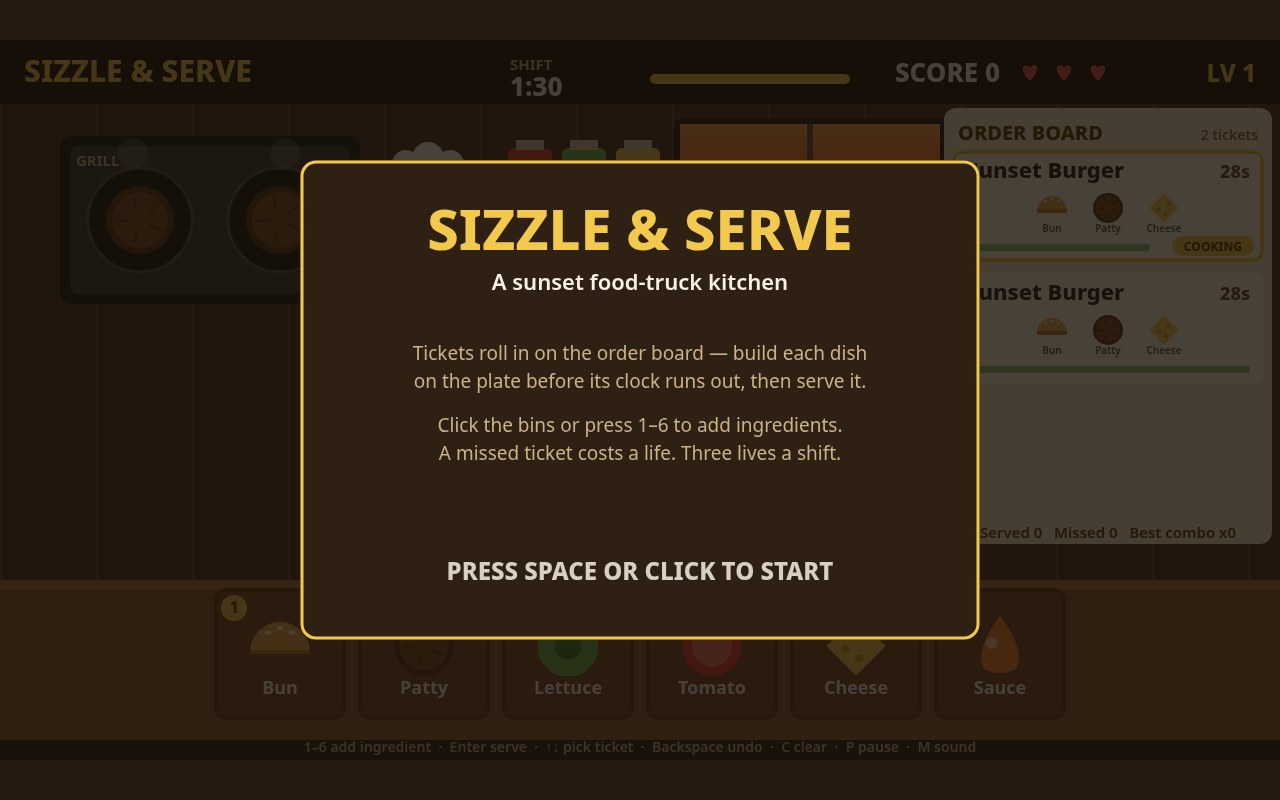 SIZZLE & SERVE
SHIFT
1:30
SCORE 0
LV 1
GRILL
ORDER BOARD
2 tickets
unset Burger
28s
Bun
Patty
Cheese
COOKING
unset Burger
28s
Bun
Patty
Cheese
Served 0 Missed 0 Best combo x0
SIZZLE & SERVE
A sunset food-truck kitchen
Tickets roll in on the order board — build each dish
on the plate before its clock runs out, then serve it.
Click the bins or press 1–6 to add ingredients.
A missed ticket costs a life. Three lives a shift.
PRESS SPACE OR CLICK TO START
1
Bun
Patty
Lettuce
Tomato
Cheese
Sauce
1–6 add ingredient · Enter serve · ↑↓ pick ticket · Backspace undo · C clear · P pause · M sound